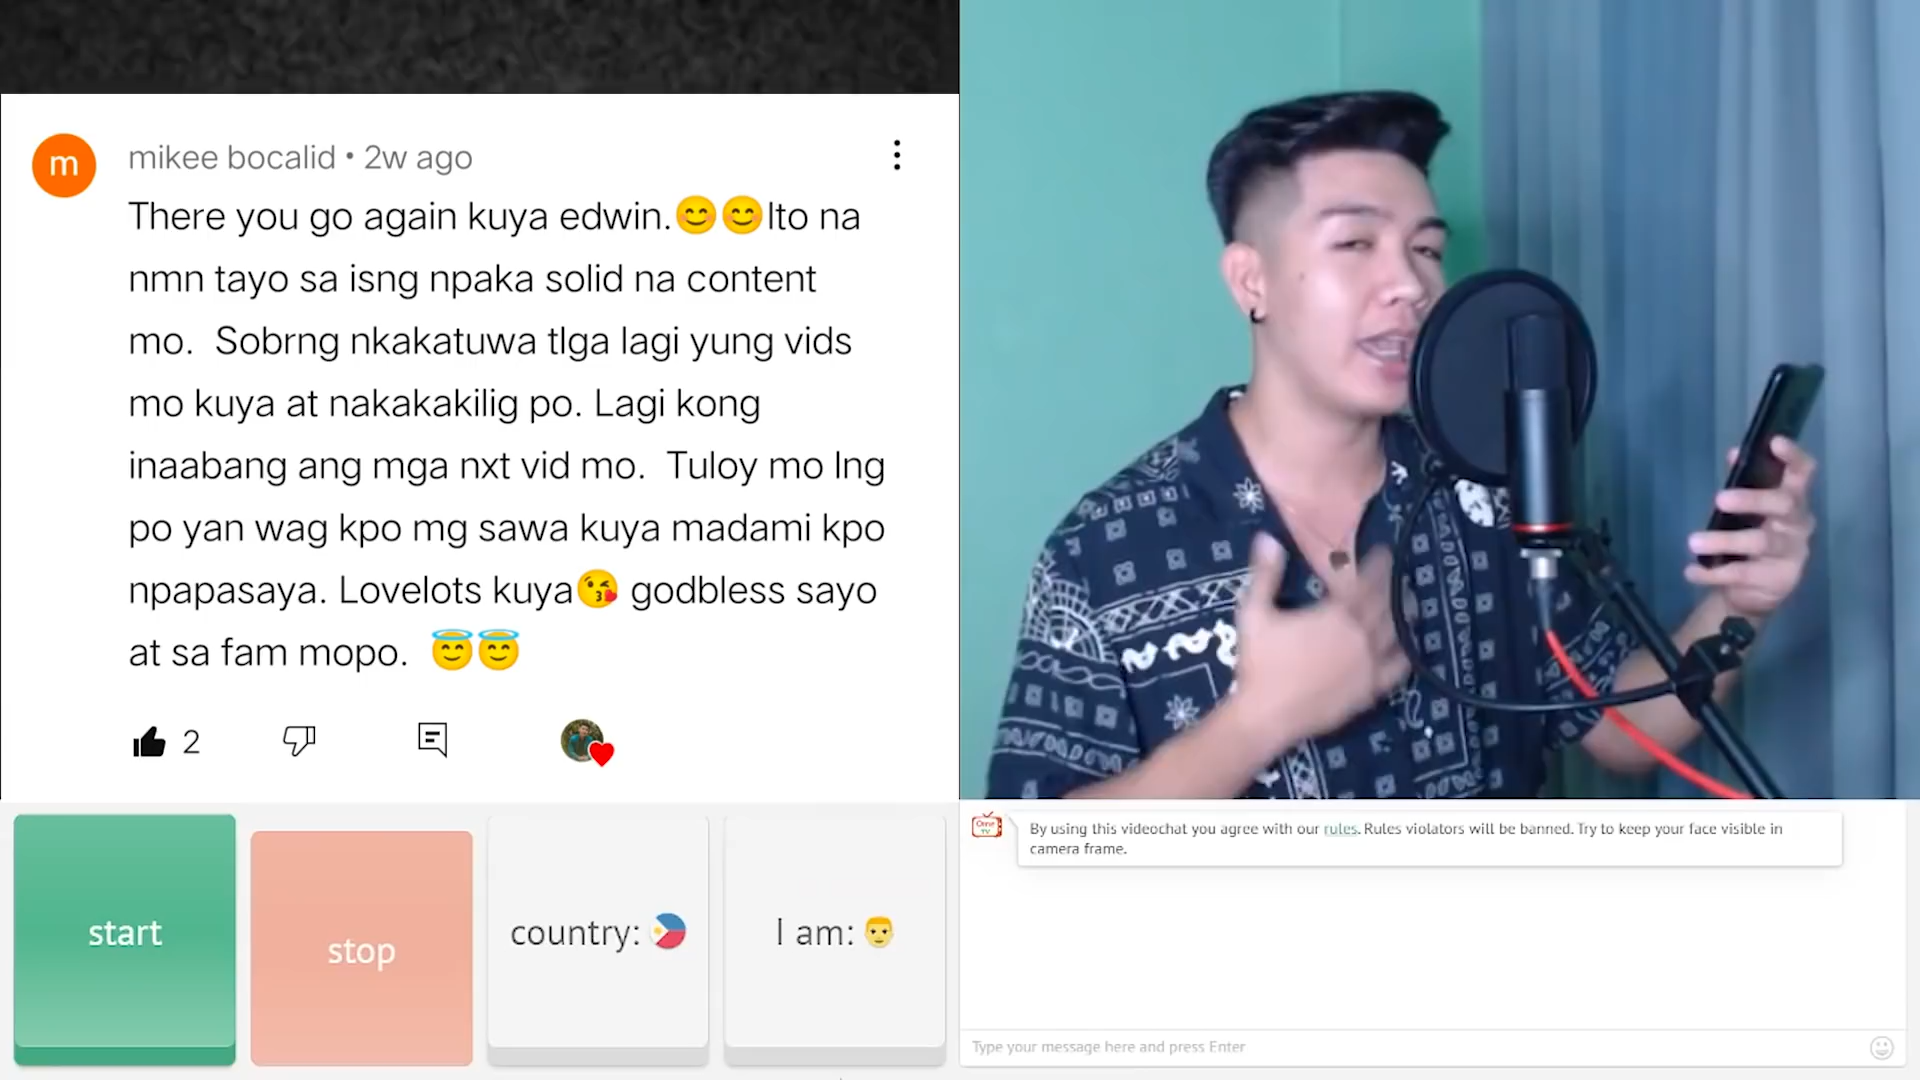 mikee bocalid • 2w ago
There you go again kuya edwin.😊😊Ito na
nmn tayo sa isng npaka solid na content
mo. Sobrng nkakatuwa tlga lagi yung vids
mo kuya at nakakakilig po. Lagi kong
inaabang ang mga nxt vid mo. Tuloy mo lng
po yan wag kpo mg sawa kuya madami kpo
npapasaya. Lovelots kuya😘 godbless sayo
at sa fam mopo. 😇😇
2
m
start
stop
country:
I am:
Ome
TV
By using this videochat you agree with our rules. Rules violators will be banned. Try to keep your face visible in
camera frame.
Type your message here and press Enter